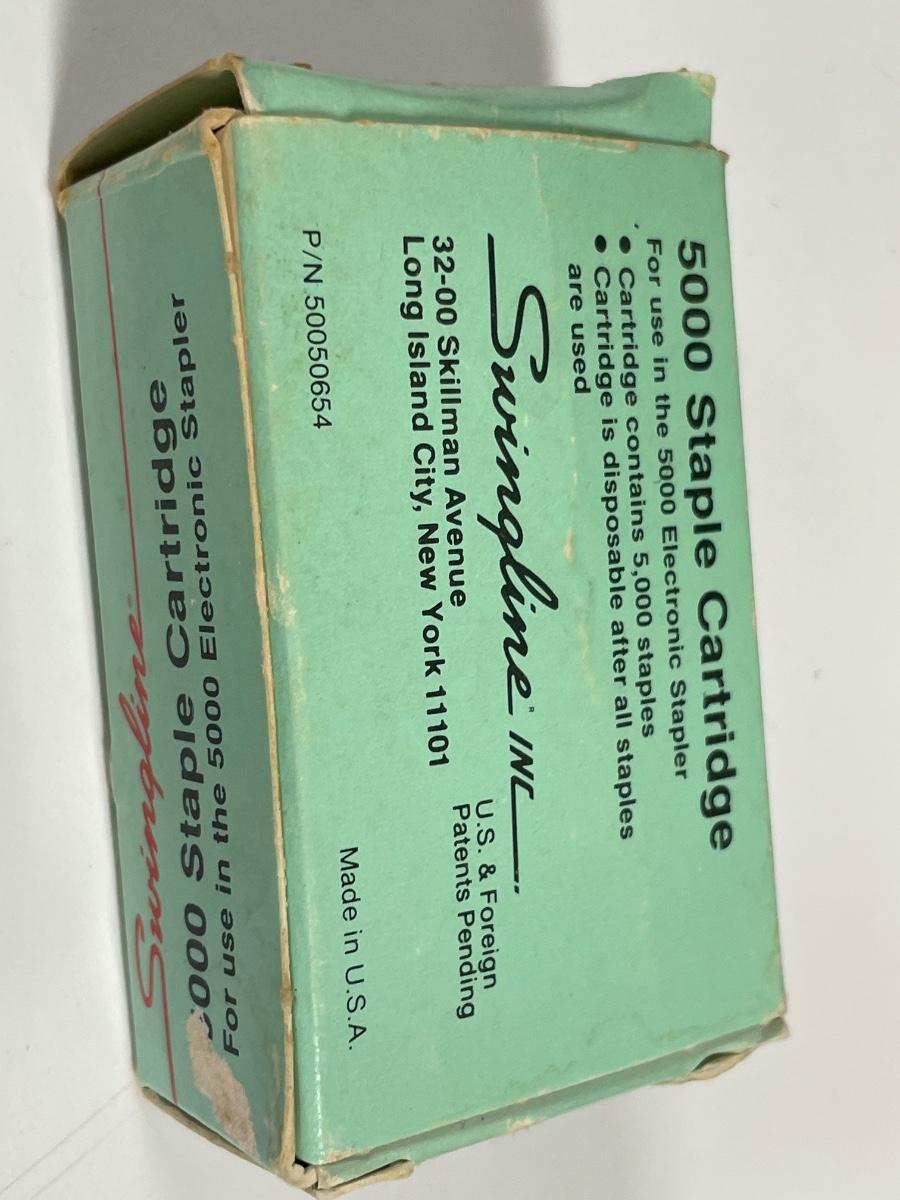 5000 Staple Cartridge
For use in the 5000 Electronic Stapler
• Cartridge contains 5,000 staples
• Cartridge is disposable after all staples
are used
Swingline® INC.
32-00 Skillman Avenue
Long Island City, New York 11101
U.S. & Foreign
Patents Pending
P/N 50050654
Made in U.S.A.
Swingline®
5000 Staple Cartridge
For use in the 5000 Electronic Stapler